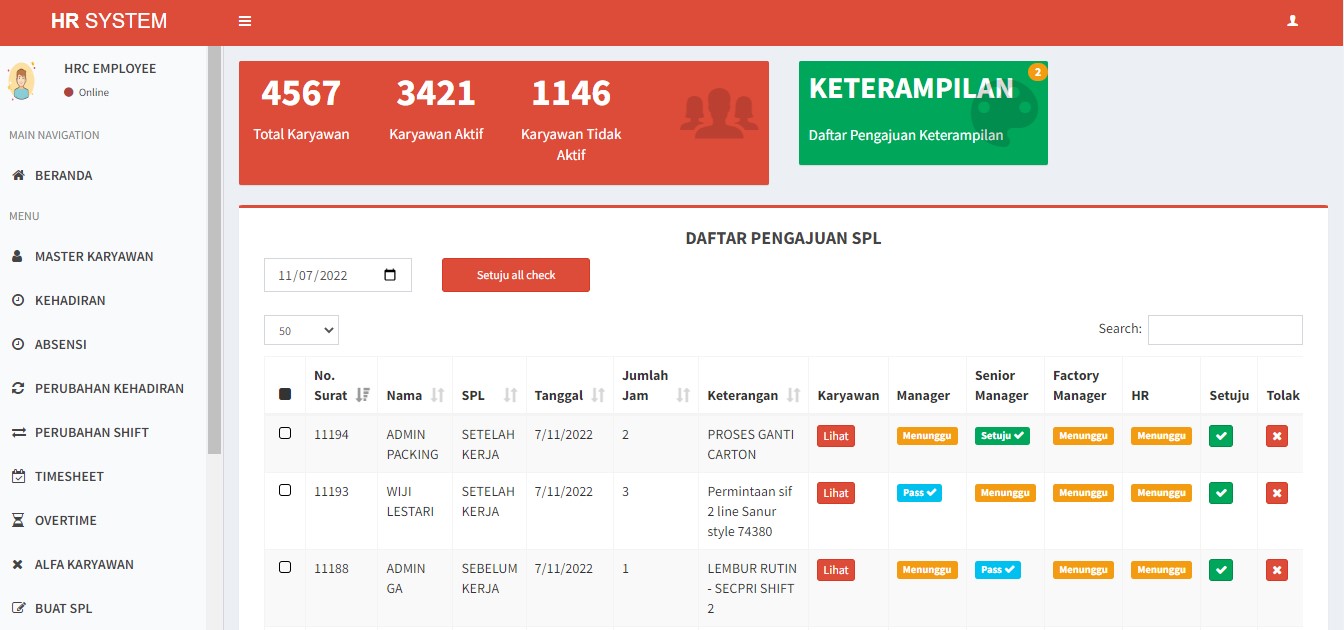 HR SYSTEM
HRC EMPLOYEE
Online
MAIN NAVIGATION
BERANDA
MENU
MASTER KARYAWAN
KEHADIRAN
ABSENSI
PERUBAHAN KEHADIRAN
PERUBAHAN SHIFT
TIMESHEET
OVERTIME
ALFA KARYAWAN
BUAT SPL
4567 3421 1146
Total Karyawan Karyawan Aktif Karyawan Tidak
Aktif
2
KETERAMPILAN
Daftar Pengajuan Keterampilan
DAFTAR PENGAJUAN SPL
11/07/2022 Setuju all check
50 Search:
No. Jumlah Senior Factory
Surat Nama SPL Tanggal Jam Keterangan Karyawan Manager Manager Manager HR Setuju Tolak
11194 ADMIN SETELAH 7/11/2022 2 PROSES GANTI Lihat Menunggu Setuju Menunggu Menunggu
PACKING KERJA CARTON
11193 WIJI SETELAH 7/11/2022 3 Permintaan sif Lihat Pass Menunggu Menunggu Menunggu
LESTARI KERJA 2 line Sanur
style 74380
11188 ADMIN SEBELUM 7/11/2022 1 LEMBUR RUTIN Lihat Menunggu Pass Menunggu Menunggu
GA KERJA - SECPRI SHIFT
2